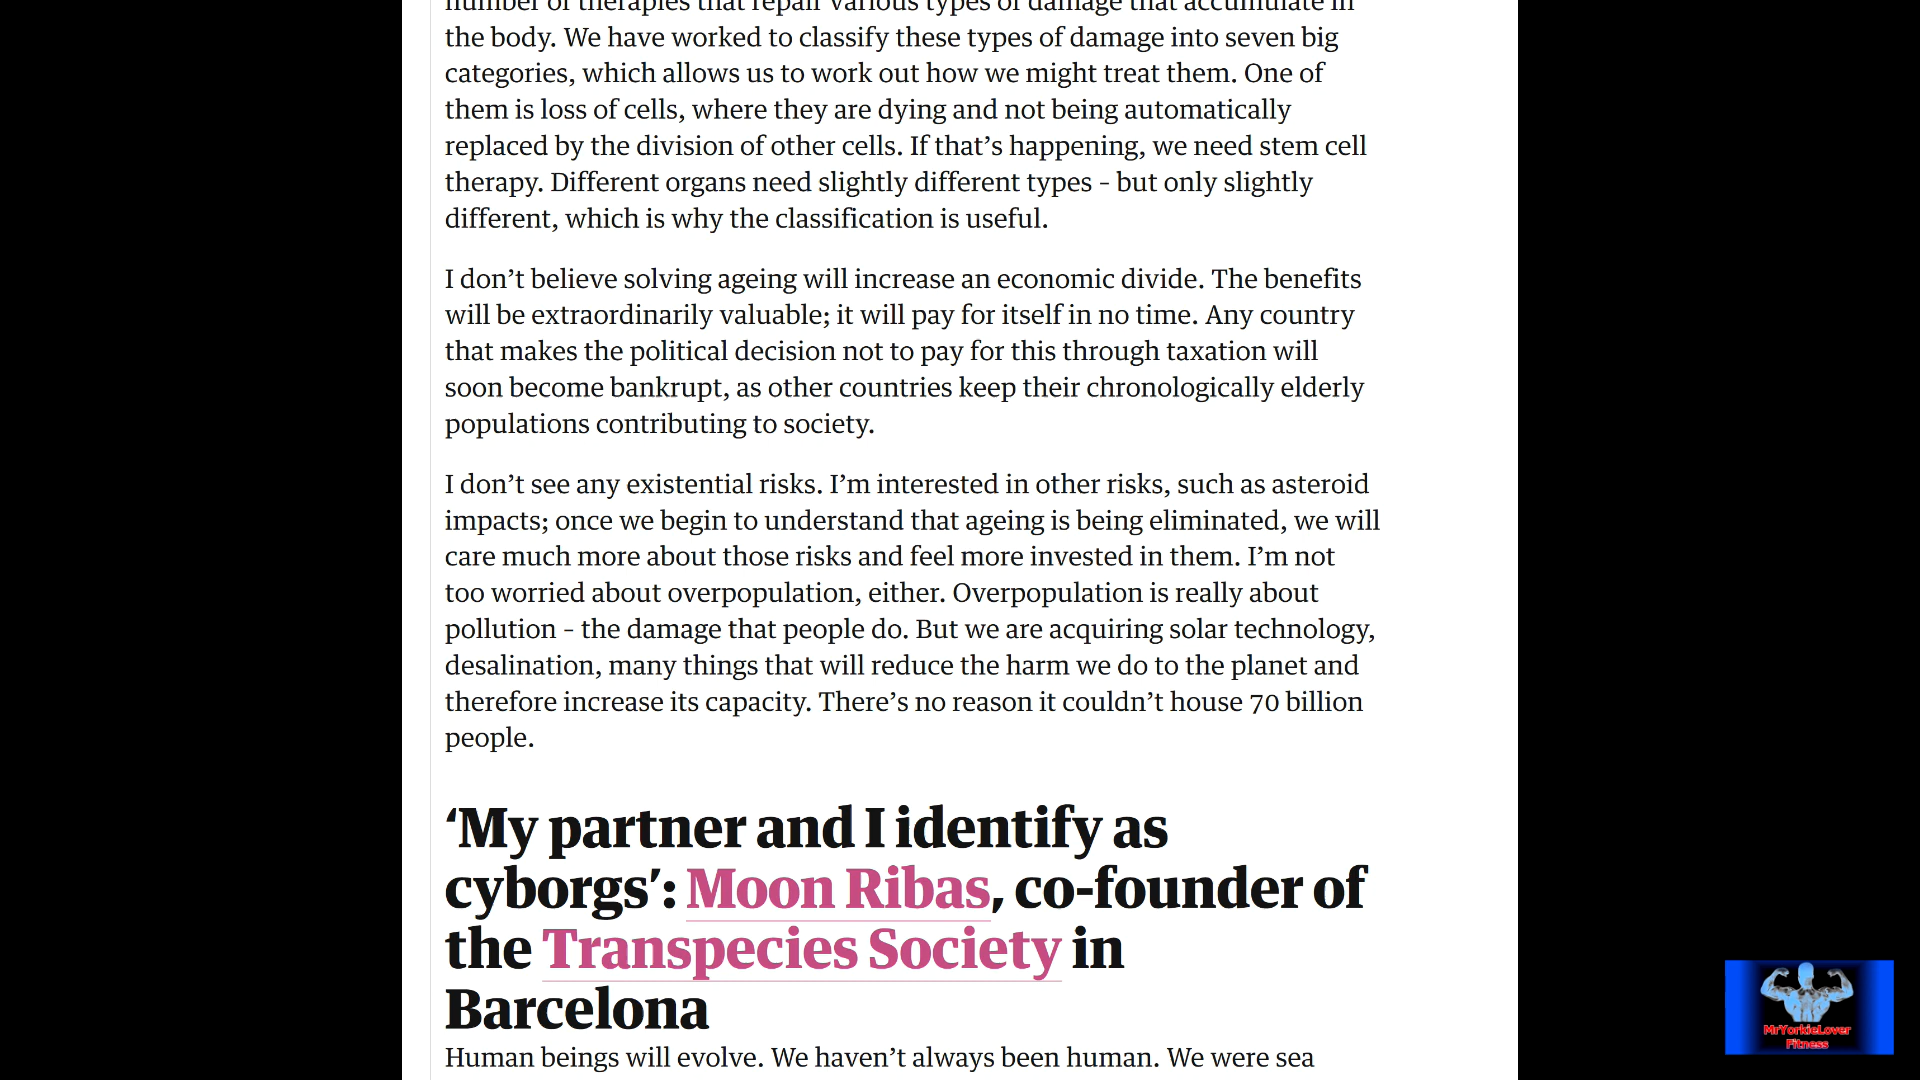 number of therapies that repair various types of damage that accumulate in
the body. We have worked to classify these types of damage into seven big
categories, which allows us to work out how we might treat them. One of
them is loss of cells, where they are dying and not being automatically
replaced by the division of other cells. If that’s happening, we need stem cell
therapy. Different organs need slightly different types – but only slightly
different, which is why the classification is useful.
I don’t believe solving ageing will increase an economic divide. The benefits
will be extraordinarily valuable; it will pay for itself in no time. Any country
that makes the political decision not to pay for this through taxation will
soon become bankrupt, as other countries keep their chronologically elderly
populations contributing to society.
I don’t see any existential risks. I’m interested in other risks, such as asteroid
impacts; once we begin to understand that ageing is being eliminated, we will
care much more about those risks and feel more invested in them. I’m not
too worried about overpopulation, either. Overpopulation is really about
pollution – the damage that people do. But we are acquiring solar technology,
desalination, many things that will reduce the harm we do to the planet and
therefore increase its capacity. There’s no reason it couldn’t house 70 billion
people.
‘My partner and I identify as
cyborgs’: Moon Ribas, co-founder of
the Transpecies Society in
Barcelona
Human beings will evolve. We haven’t always been human. We were sea
MrYorkieLover
Fitness